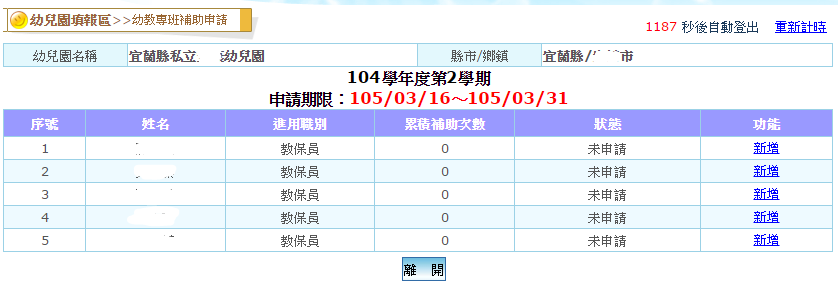 幼兒園填報區>>幼教專班補助申請
1187 秒後自動登出 重新計時
幼兒園名稱 宜蘭縣私立 幼兒園 縣市/鄉鎮 宜蘭縣/ 市
104學年度第2學期
申請期限：105/03/16～105/03/31
序號 姓名 進用職別 累積補助次數 狀態 功能
1 教保員 0 未申請 新增
2 教保員 0 未申請 新增
3 教保員 0 未申請 新增
4 教保員 0 未申請 新增
5 教保員 0 未申請 新增
離 開